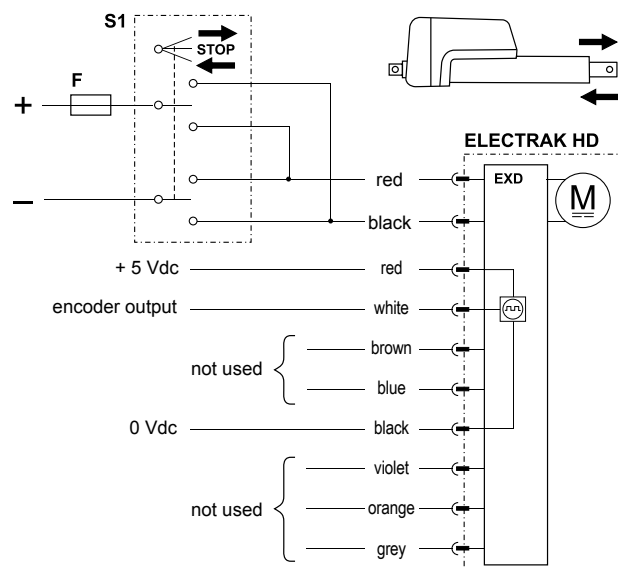 S1
STOP
F
+
−
ELECTRAK HD
EXD
M
red
black
+ 5 Vdc red
encoder output white
brown
not used
blue
0 Vdc black
violet
not used
orange
grey